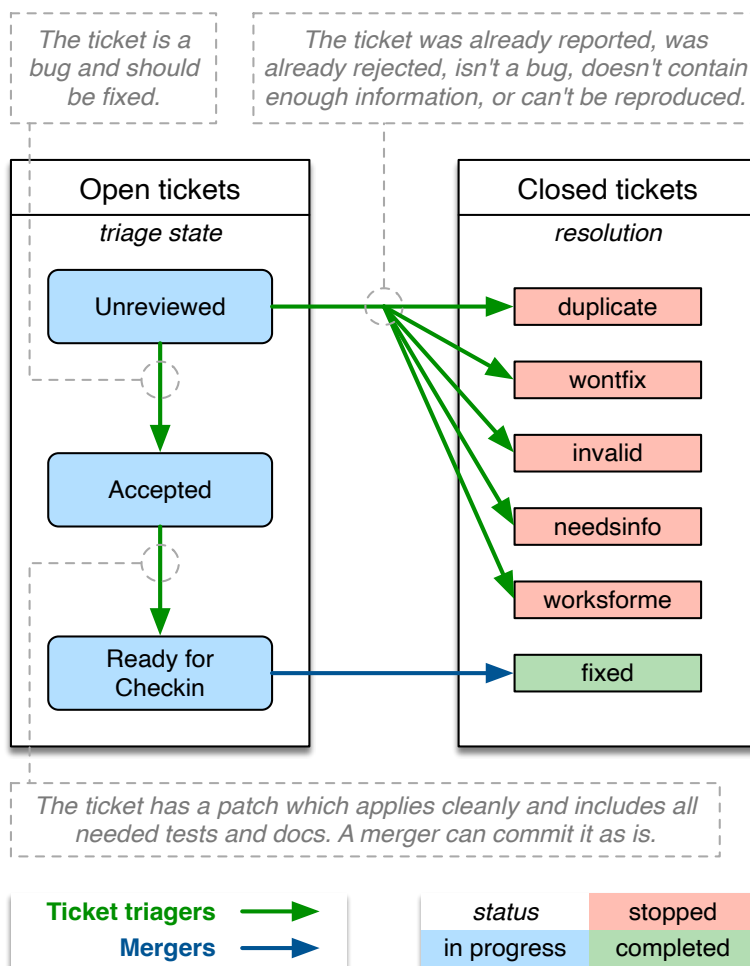 The ticket is a
bug and should
be fixed.
The ticket was already reported, was
already rejected, isn't a bug, doesn't contain
enough information, or can't be reproduced.
Open tickets
triage state
Unreviewed
Accepted
Ready for
Checkin
Closed tickets
resolution
duplicate
wontfix
invalid
needsinfo
worksforme
fixed
The ticket has a patch which applies cleanly and includes all
needed tests and docs. A merger can commit it as is.
Ticket triagers
Mergers
status
stopped
in progress
completed